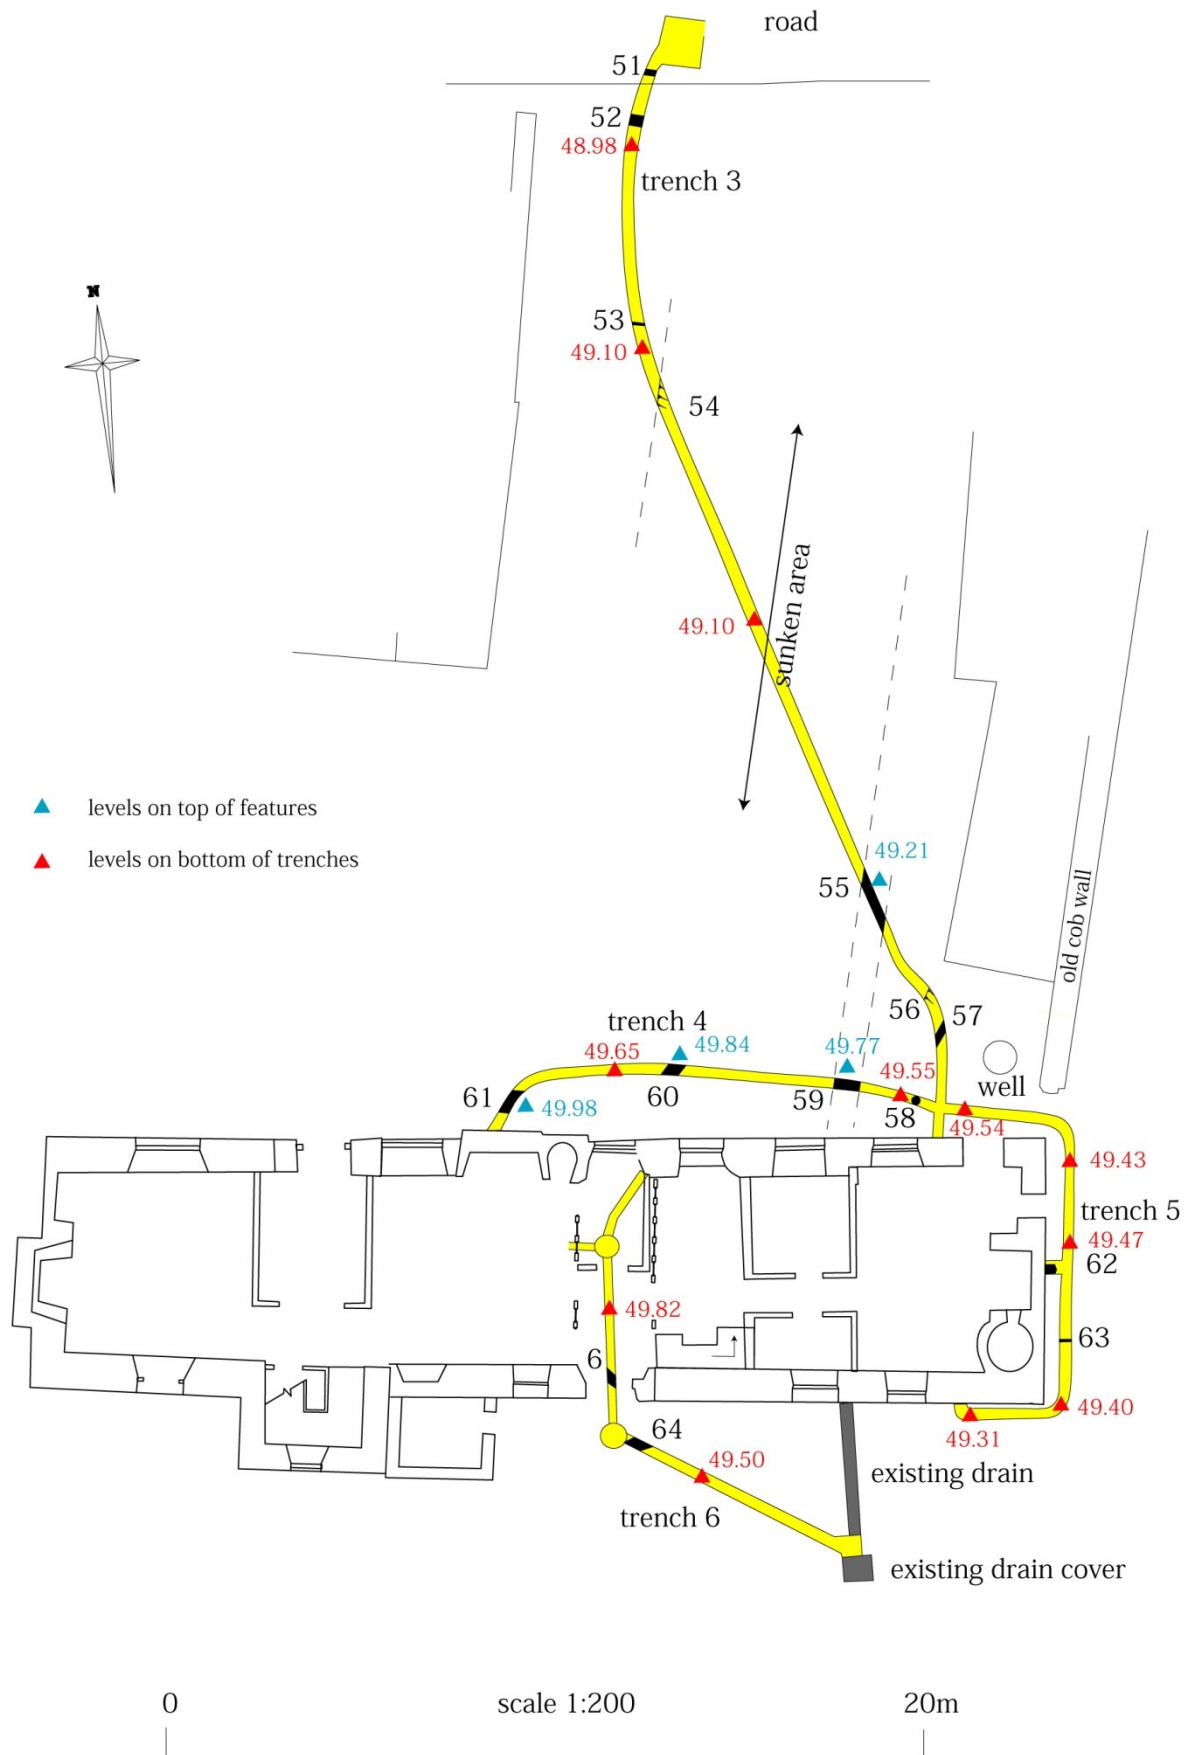 road
51
52
48.98
trench 3
N
53
49.10
54
sunken area
49.10
levels on top of features
levels on bottom of trenches
49.21
55
old cob wall
56
57
trench 4
49.84
49.77
49.65
49.55
well
61
60
59
58
49.98
49.54
49.43
trench 5
49.47
62
49.82
63
6
49.40
64
49.31
49.50
existing drain
trench 6
existing drain cover
0
scale 1:200
20m